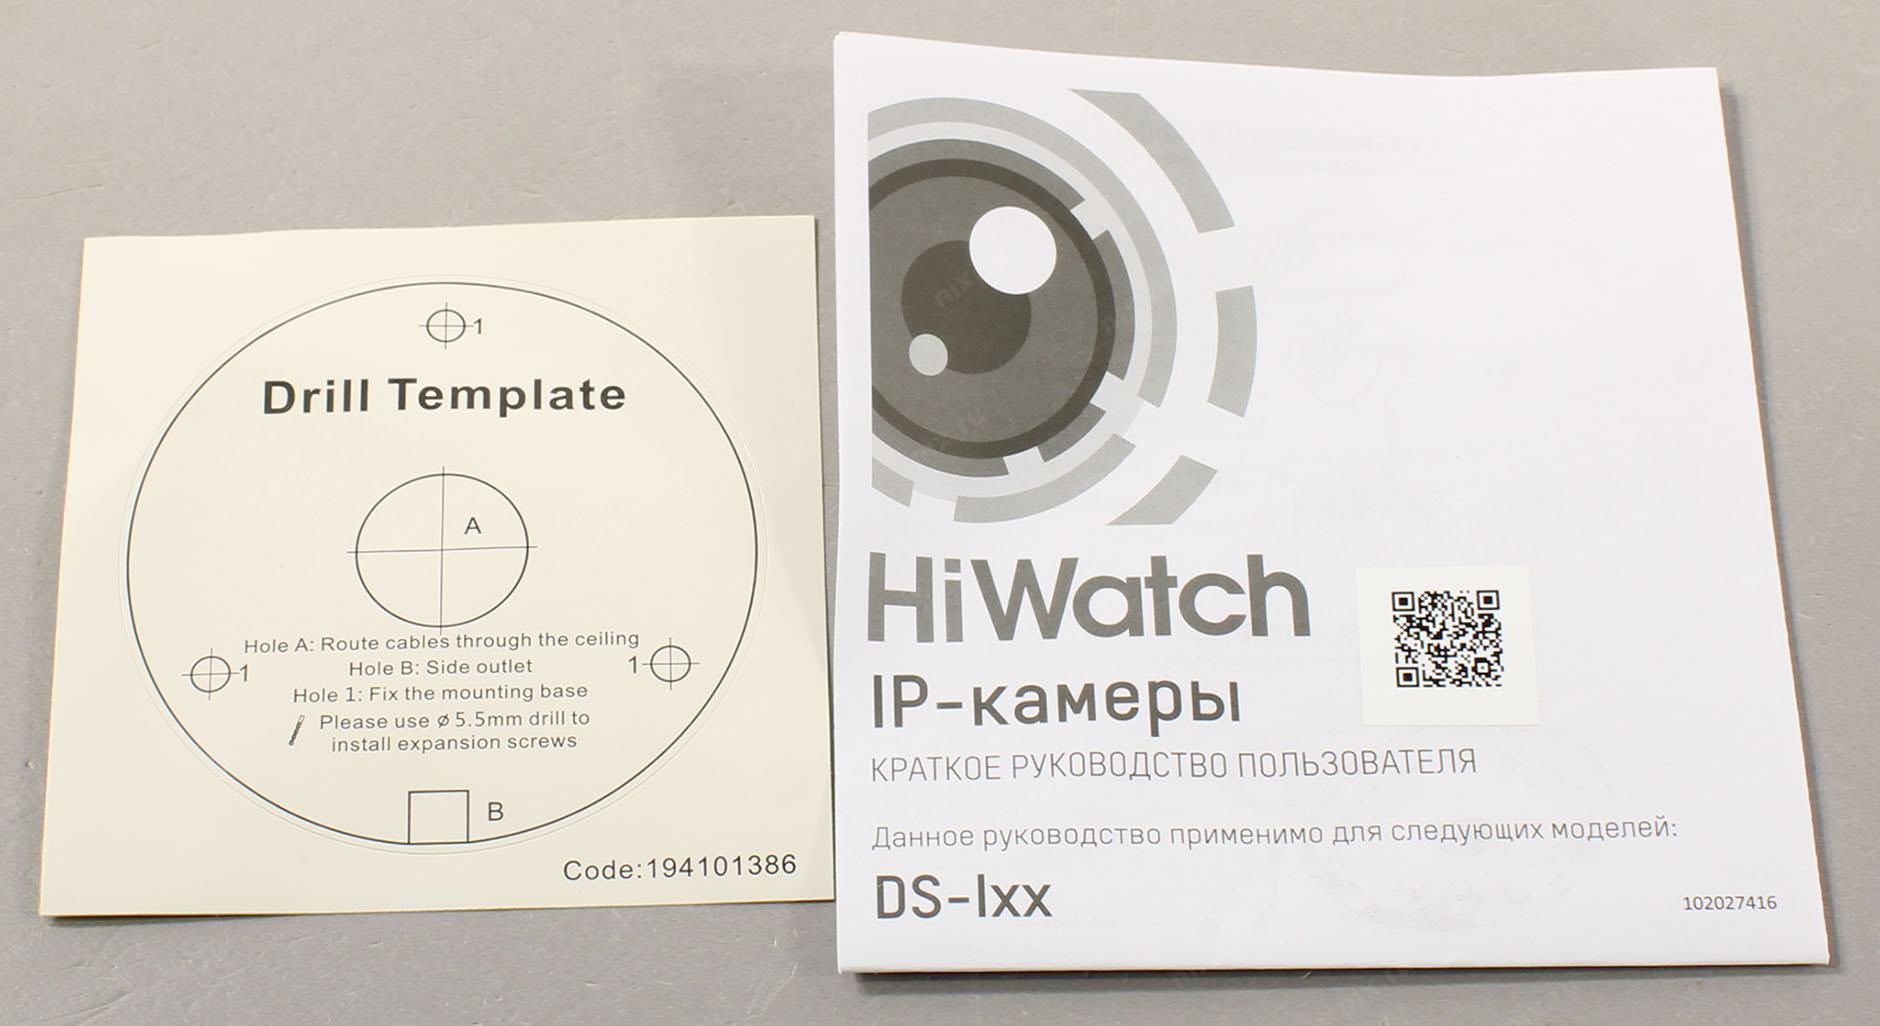 1
Drill Template
A
Hole A: Route cables through the ceiling
Hole B: Side outlet
1
1
Hole 1: Fix the mounting base
Please use ø5.5mm drill to
install expansion screws
B
Code:194101386
HiWatch
IP-камеры
КРАТКОЕ РУКОВОДСТВО ПОЛЬЗОВАТЕЛЯ
Данное руководство применимо для следующих моделей:
DS-Ixx
102027416